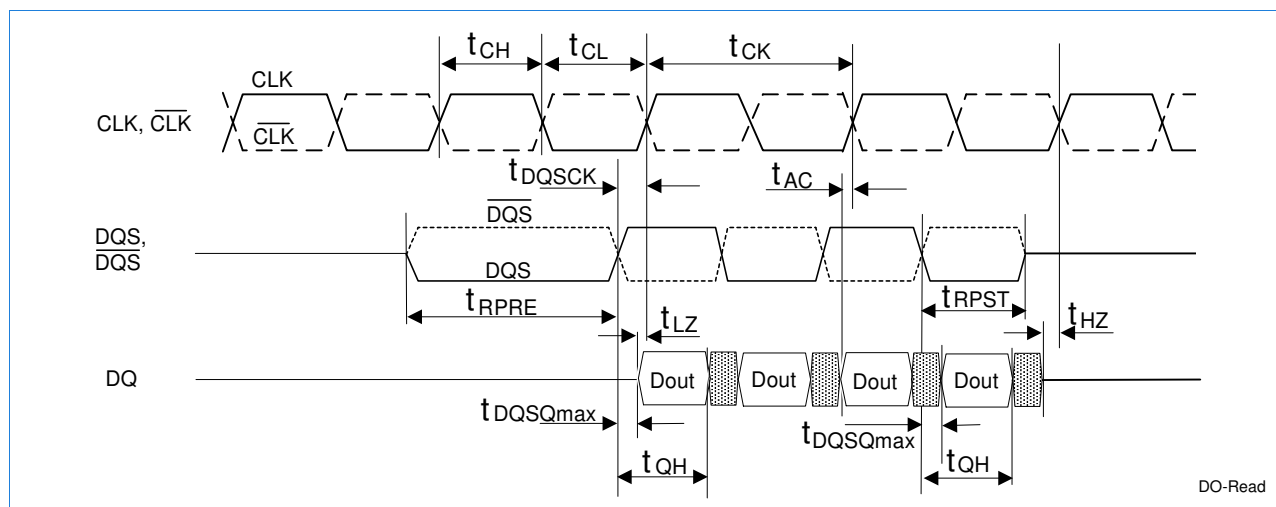 tCH
tCL
tCK
CLK
CLK, CLK
CLK
tDQSCK
tAC
DQS
DQS,
DQS
DQS
tRPRE
tRPST
tLZ
tHZ
DQ
Dout
Dout
Dout
Dout
tDQSQmax
tDQSQmax
tQH
tQH
DO-Read